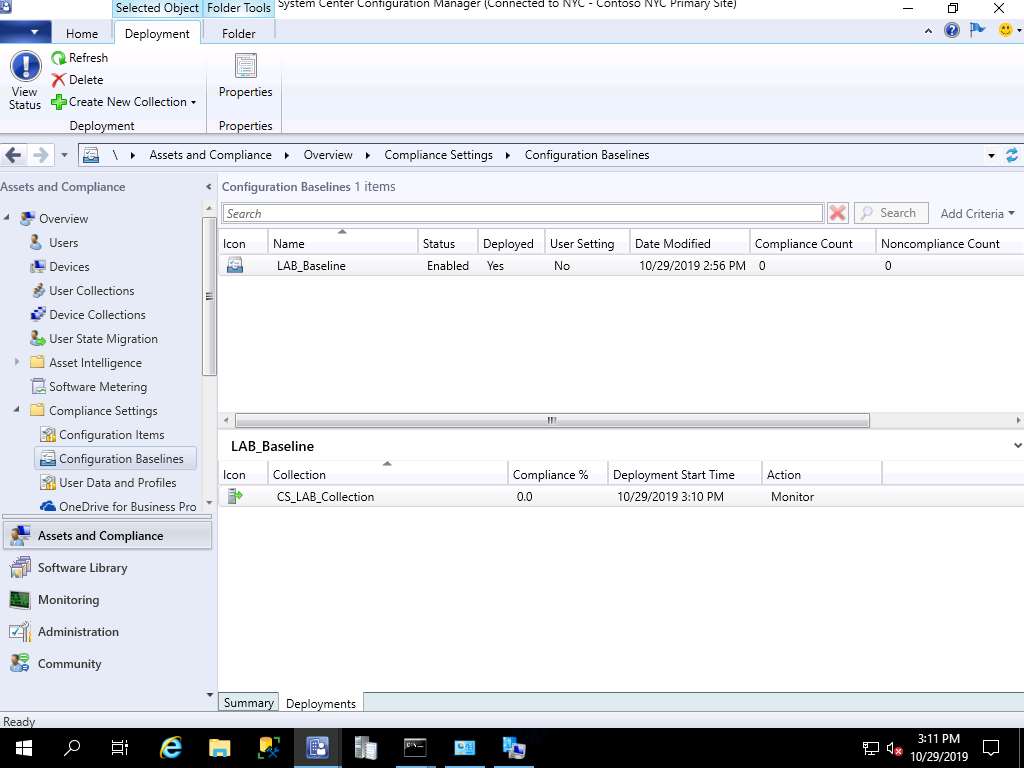 Selected Object Folder Tools System Center Configuration Manager (Connected to NYC - Contoso NYC Primary Site)
Home Deployment Folder
View Status
Refresh
Delete
Create New Collection
Deployment
Properties
Properties
\ Assets and Compliance Overview Compliance Settings Configuration Baselines
Assets and Compliance
Overview
Users
Devices
User Collections
Device Collections
User State Migration
Asset Intelligence
Software Metering
Compliance Settings
Configuration Items
Configuration Baselines
User Data and Profiles
OneDrive for Business Pro
Assets and Compliance
Software Library
Monitoring
Administration
Community
Configuration Baselines 1 items
Search Search Add Criteria
Icon Name Status Deployed User Setting Date Modified Compliance Count Noncompliance Count
LAB_Baseline Enabled Yes No 10/29/2019 2:56 PM 0 0
LAB_Baseline
Icon Collection Compliance % Deployment Start Time Action
CS_LAB_Collection 0.0 10/29/2019 3:10 PM Monitor
Summary Deployments
Ready
3:11 PM
10/29/2019